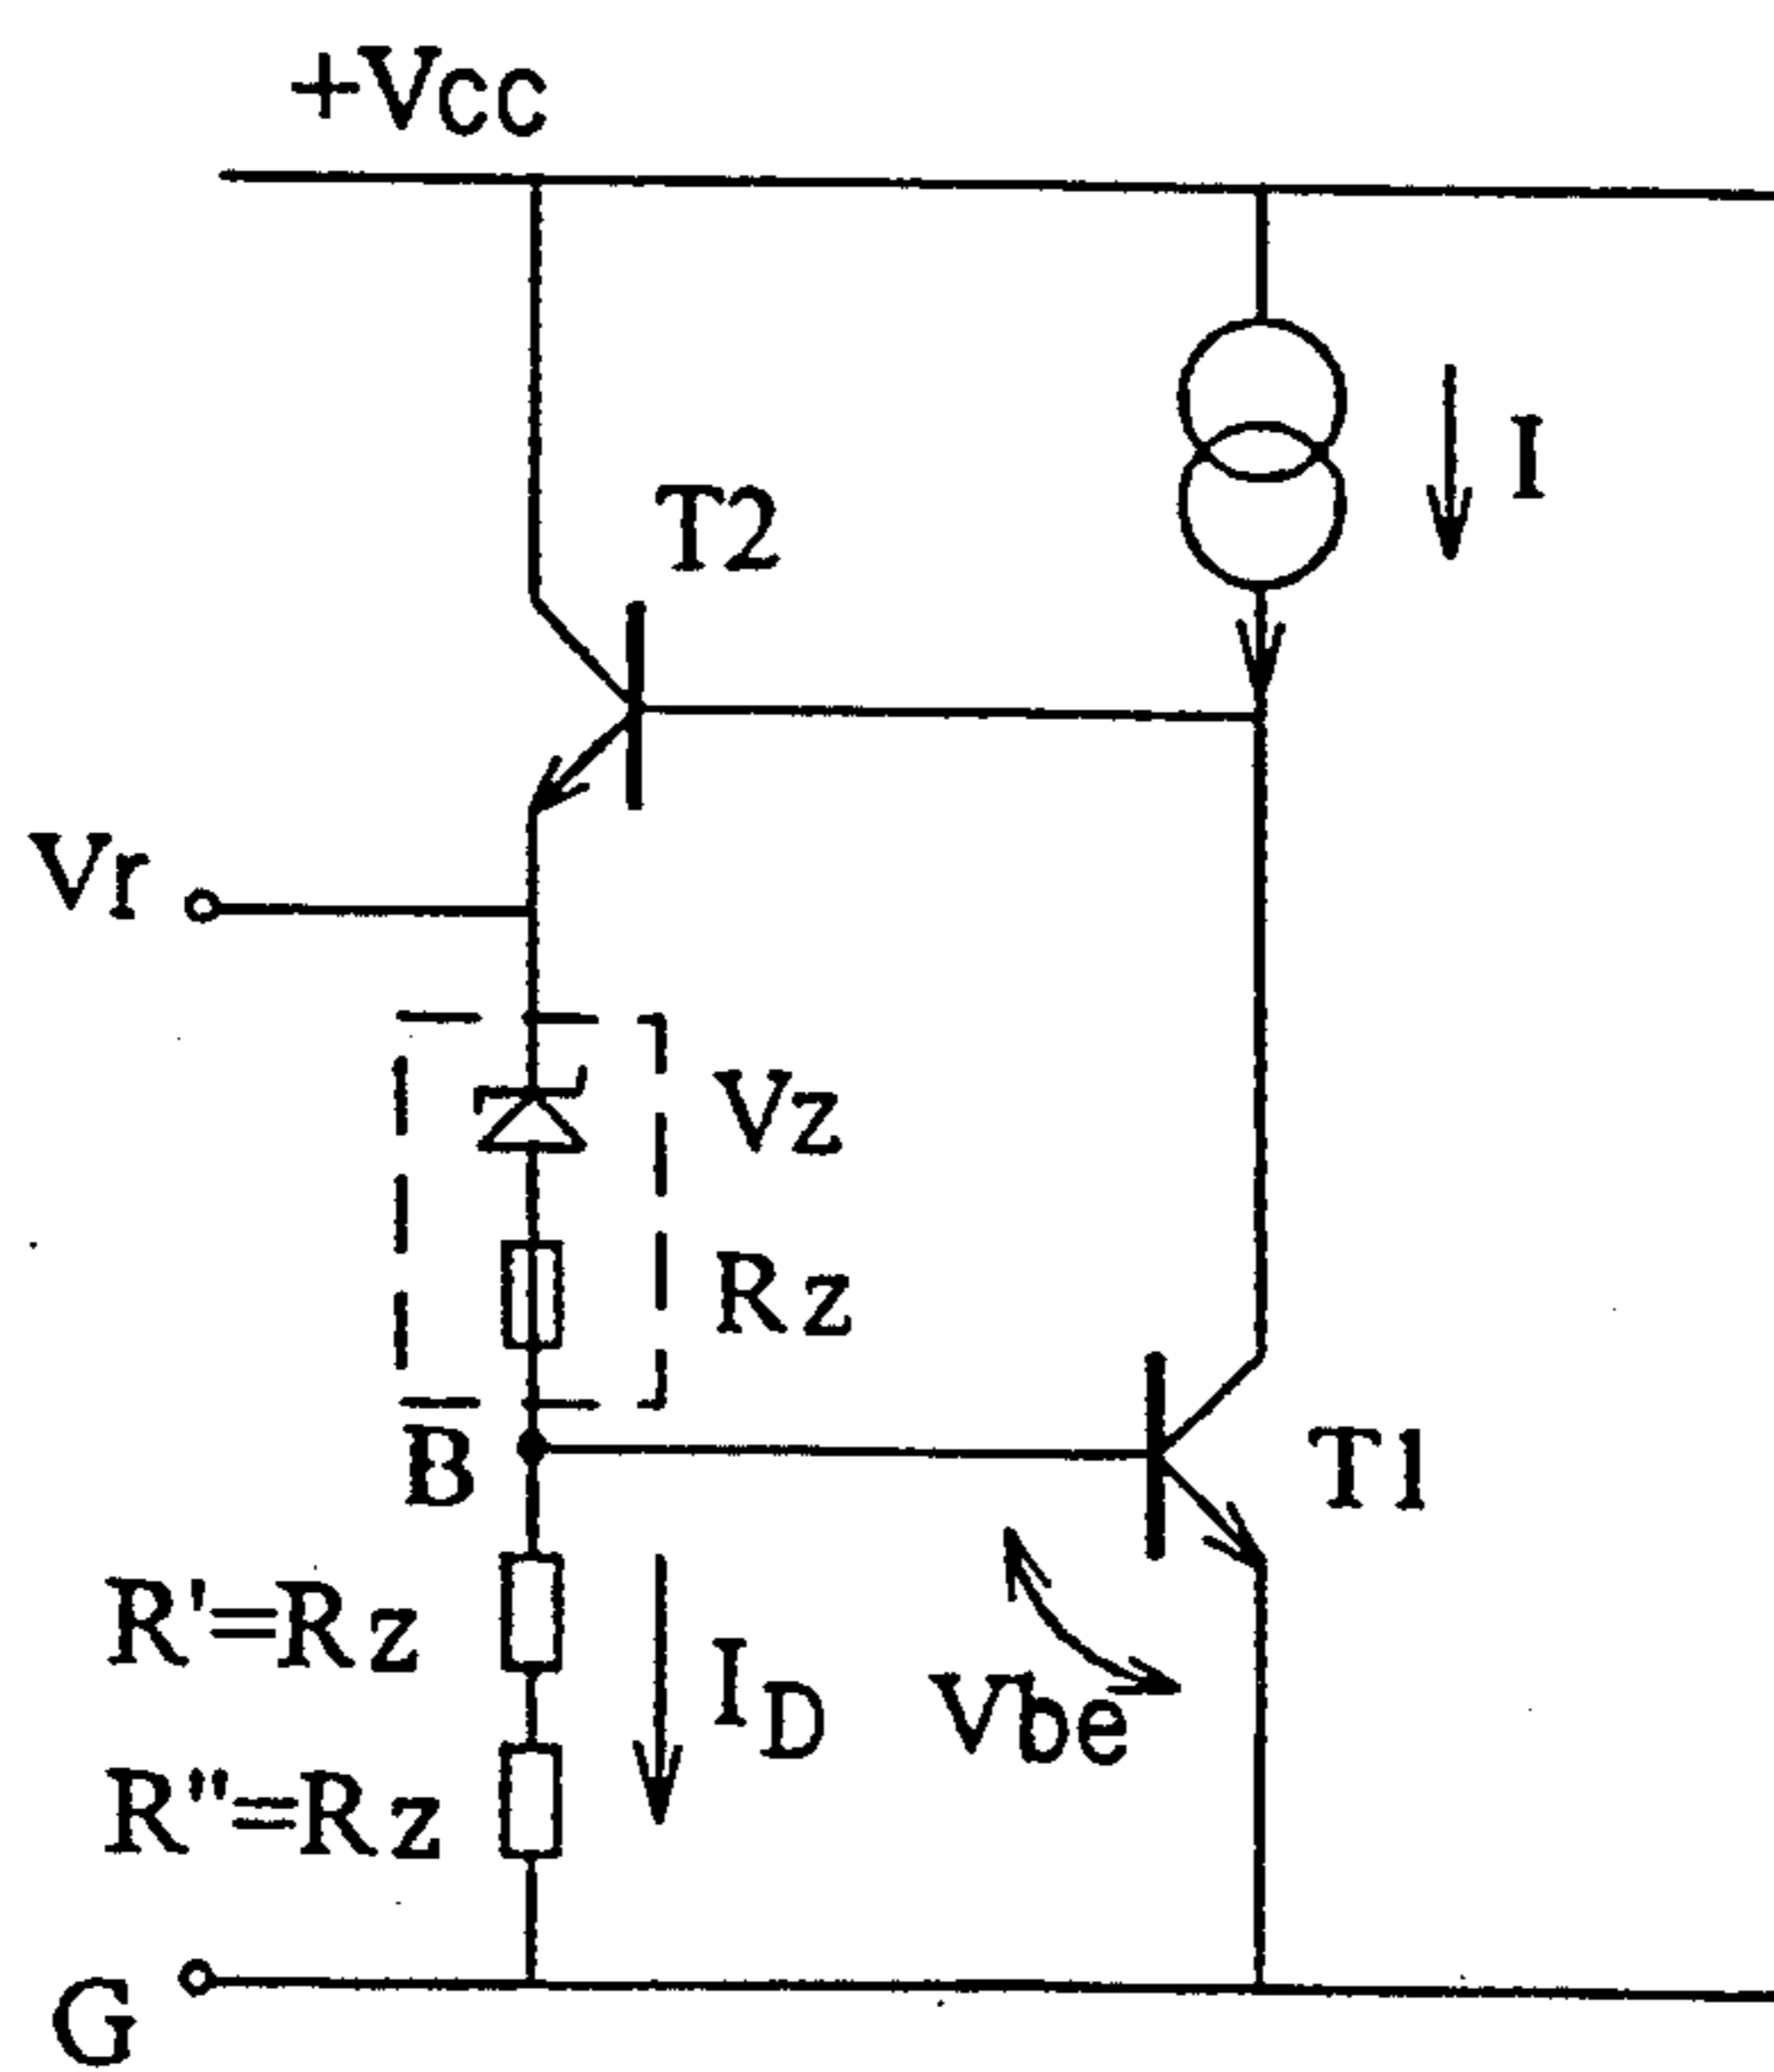 +Vcc
I
T2
Vr
Vz
Rz
B
T1
R'=Rz
I_D
Vbe
R"=Rz
G